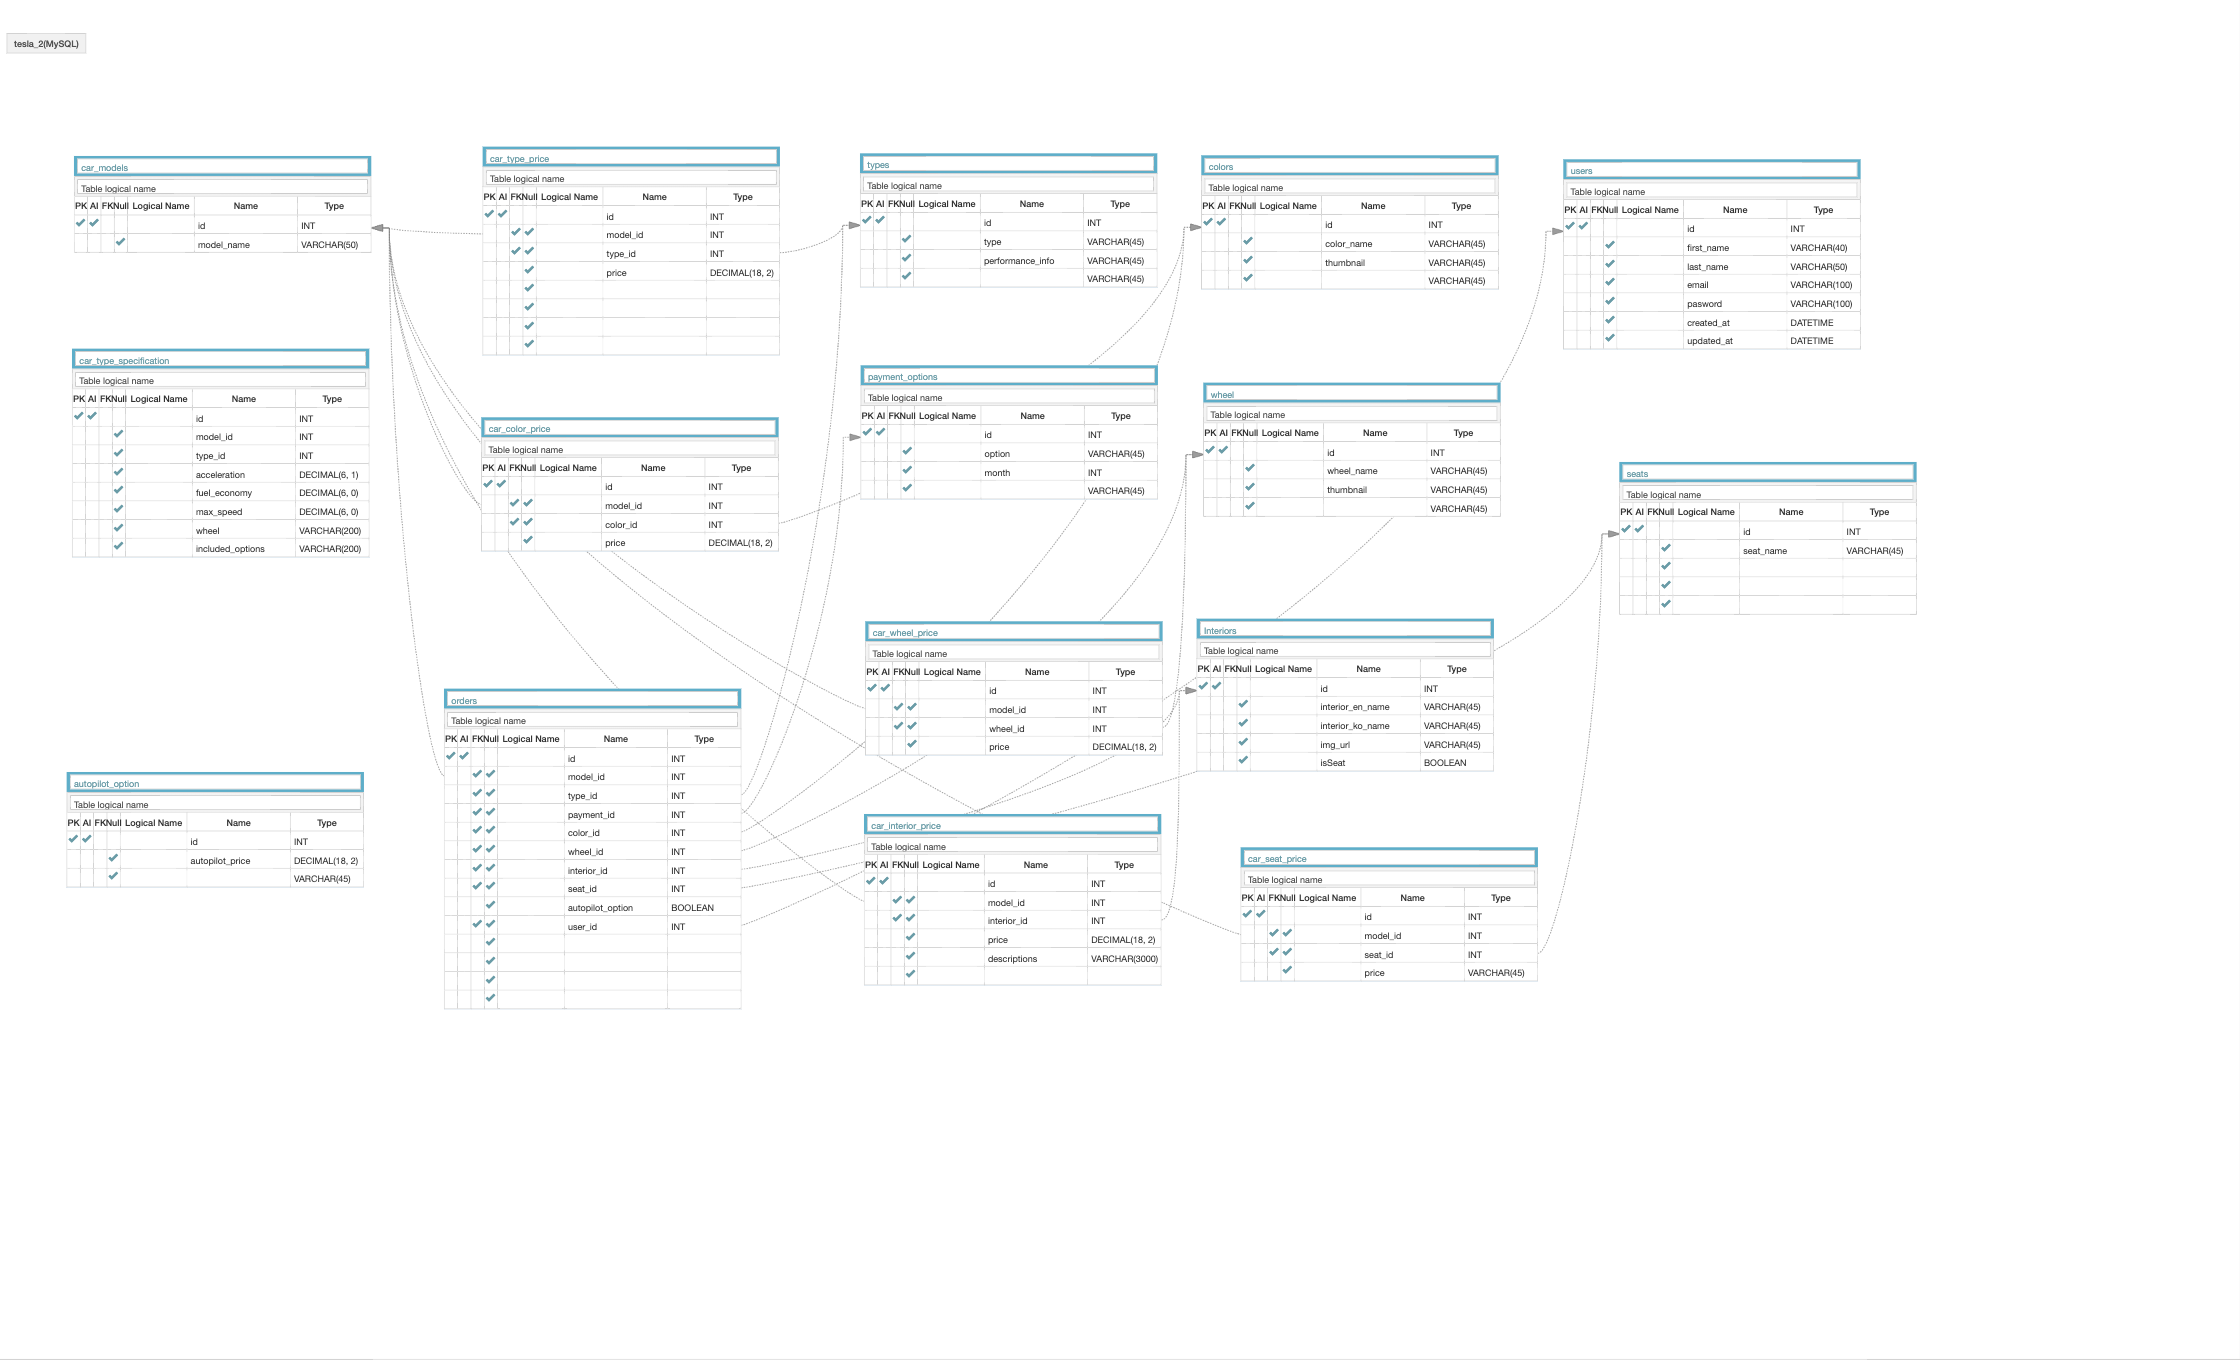 tesla_2(MySQL)
car_models
Table logical name
PK AI FK Null Logical Name Name Type
id INT
model_name VARCHAR(50)
car_type_price
Table logical name
PK AI FK Null Logical Name Name Type
id INT
model_id INT
type_id INT
price DECIMAL(18, 2)
types
Table logical name
PK AI FK Null Logical Name Name Type
id INT
type VARCHAR(45)
performance_info VARCHAR(45)
VARCHAR(45)
colors
Table logical name
PK AI FK Null Logical Name Name Type
id INT
color_name VARCHAR(45)
thumbnail VARCHAR(45)
VARCHAR(45)
users
Table logical name
PK AI FK Null Logical Name Name Type
id INT
first_name VARCHAR(40)
last_name VARCHAR(50)
email VARCHAR(100)
pasword VARCHAR(100)
created_at DATETIME
updated_at DATETIME
car_type_specification
Table logical name
PK AI FK Null Logical Name Name Type
id INT
model_id INT
type_id INT
acceleration DECIMAL(6, 1)
fuel_economy DECIMAL(6, 0)
max_speed DECIMAL(6, 0)
wheel VARCHAR(200)
included_options VARCHAR(200)
car_color_price
Table logical name
PK AI FK Null Logical Name Name Type
id INT
model_id INT
color_id INT
price DECIMAL(18, 2)
payment_options
Table logical name
PK AI FK Null Logical Name Name Type
id INT
option VARCHAR(45)
month INT
VARCHAR(45)
wheel
Table logical name
PK AI FK Null Logical Name Name Type
id INT
wheel_name VARCHAR(45)
thumbnail VARCHAR(45)
VARCHAR(45)
seats
Table logical name
PK AI FK Null Logical Name Name Type
id INT
seat_name VARCHAR(45)
car_wheel_price
Table logical name
PK AI FK Null Logical Name Name Type
id INT
model_id INT
wheel_id INT
price DECIMAL(18, 2)
Interiors
Table logical name
PK AI FK Null Logical Name Name Type
id INT
interior_en_name VARCHAR(45)
interior_ko_name VARCHAR(45)
img_url VARCHAR(45)
isSeat BOOLEAN
orders
Table logical name
PK AI FK Null Logical Name Name Type
id INT
model_id INT
type_id INT
payment_id INT
color_id INT
wheel_id INT
interior_id INT
seat_id INT
autopilot_option BOOLEAN
user_id INT
autopilot_option
Table logical name
PK AI FK Null Logical Name Name Type
id INT
autopilot_price DECIMAL(18, 2)
VARCHAR(45)
car_interior_price
Table logical name
PK AI FK Null Logical Name Name Type
id INT
model_id INT
interior_id INT
price DECIMAL(18, 2)
descriptions VARCHAR(3000)
car_seat_price
Table logical name
PK AI FK Null Logical Name Name Type
id INT
model_id INT
seat_id INT
price VARCHAR(45)